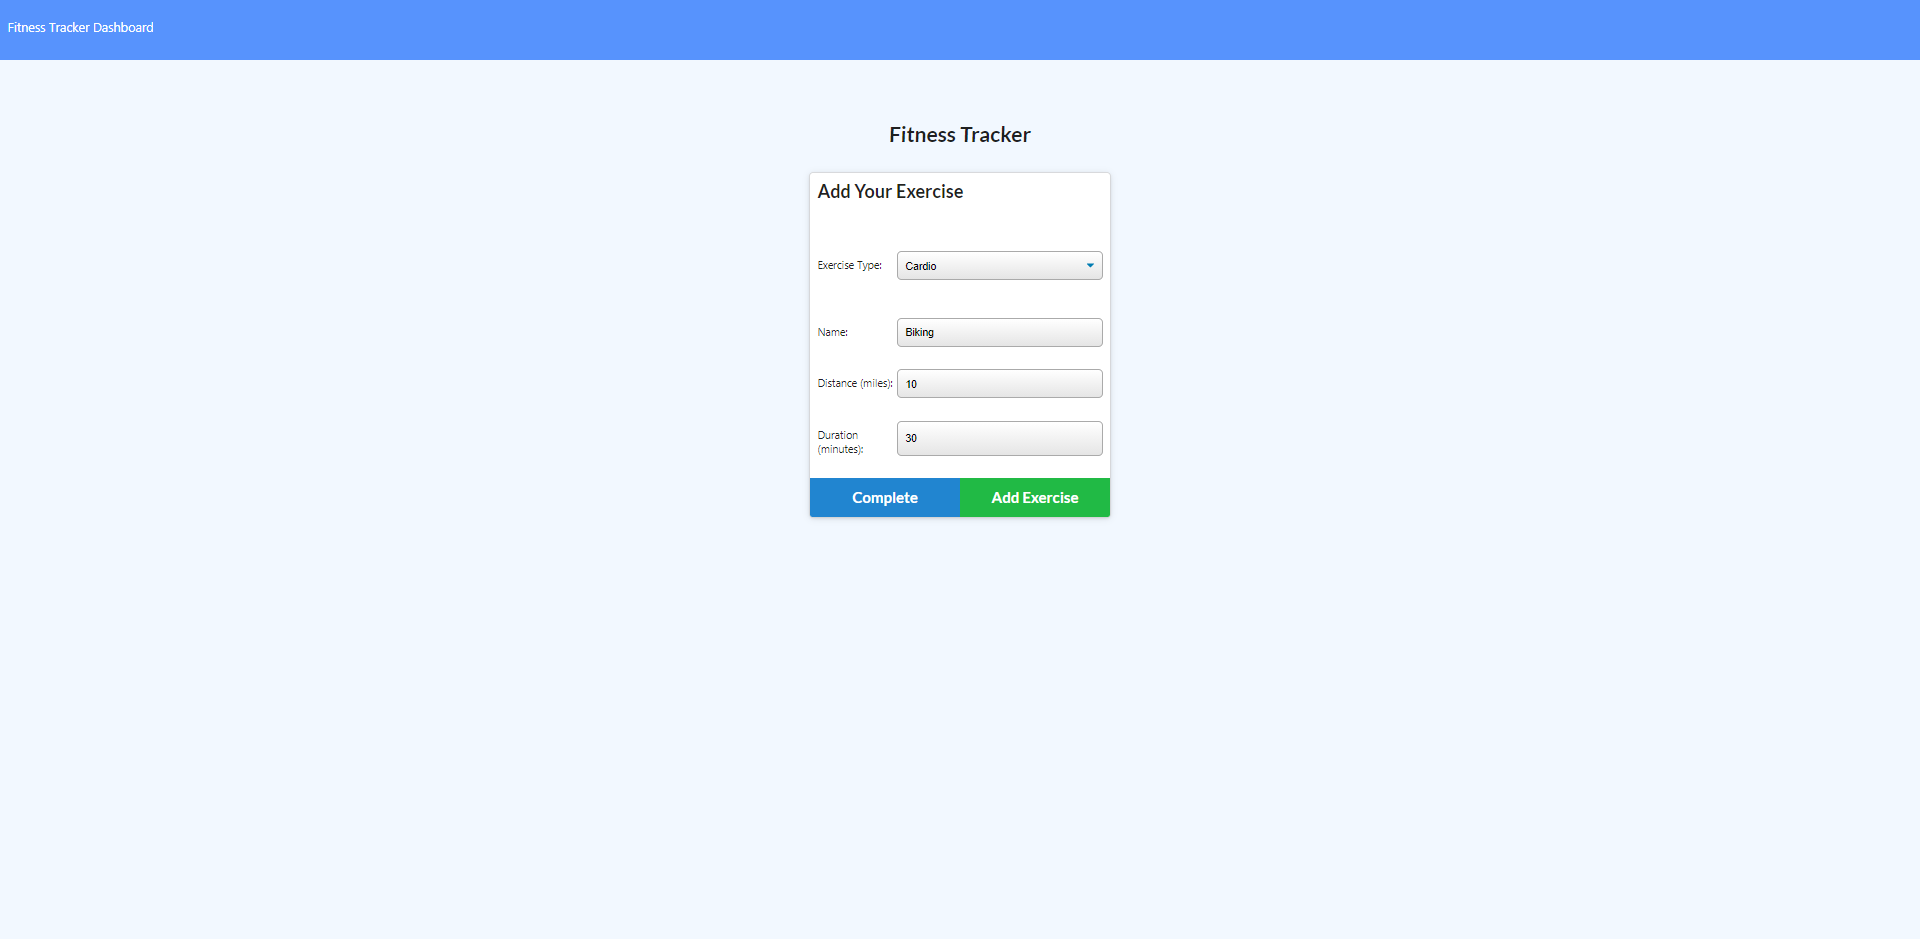 Fitness Tracker Dashboard
Fitness Tracker
Add Your Exercise
Exercise Type: Cardio
Name: Biking
Distance (miles): 10
Duration (minutes): 30
Complete Add Exercise